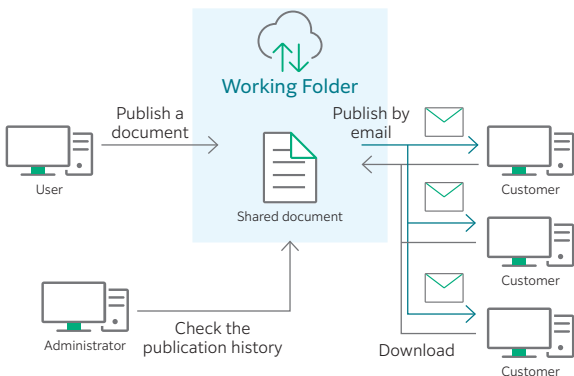 Working Folder
Publish a
document
Publish by
email
User
Shared document
Customer
Customer
Administrator
Check the
publication history
Download
Customer